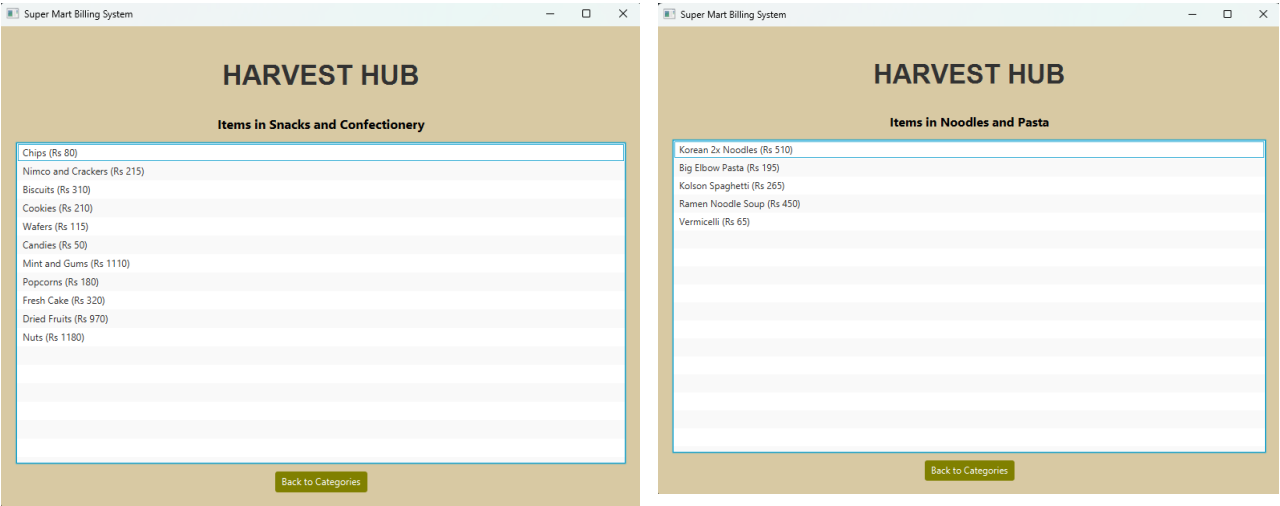 Super Mart Billing System
HARVEST HUB
Items in Snacks and Confectionery
Chips (Rs 80)
Nimco and Crackers (Rs 215)
Biscuits (Rs 310)
Cookies (Rs 210)
Wafers (Rs 115)
Candies (Rs 50)
Mint and Gums (Rs 1110)
Popcorns (Rs 180)
Fresh Cake (Rs 320)
Dried Fruits (Rs 970)
Nuts (Rs 1180)
Back to Categories
Super Mart Billing System
HARVEST HUB
Items in Noodles and Pasta
Korean 2x Noodles (Rs 510)
Big Elbow Pasta (Rs 195)
Kolson Spaghetti (Rs 265)
Ramen Noodle Soup (Rs 450)
Vermicelli (Rs 65)
Back to Categories